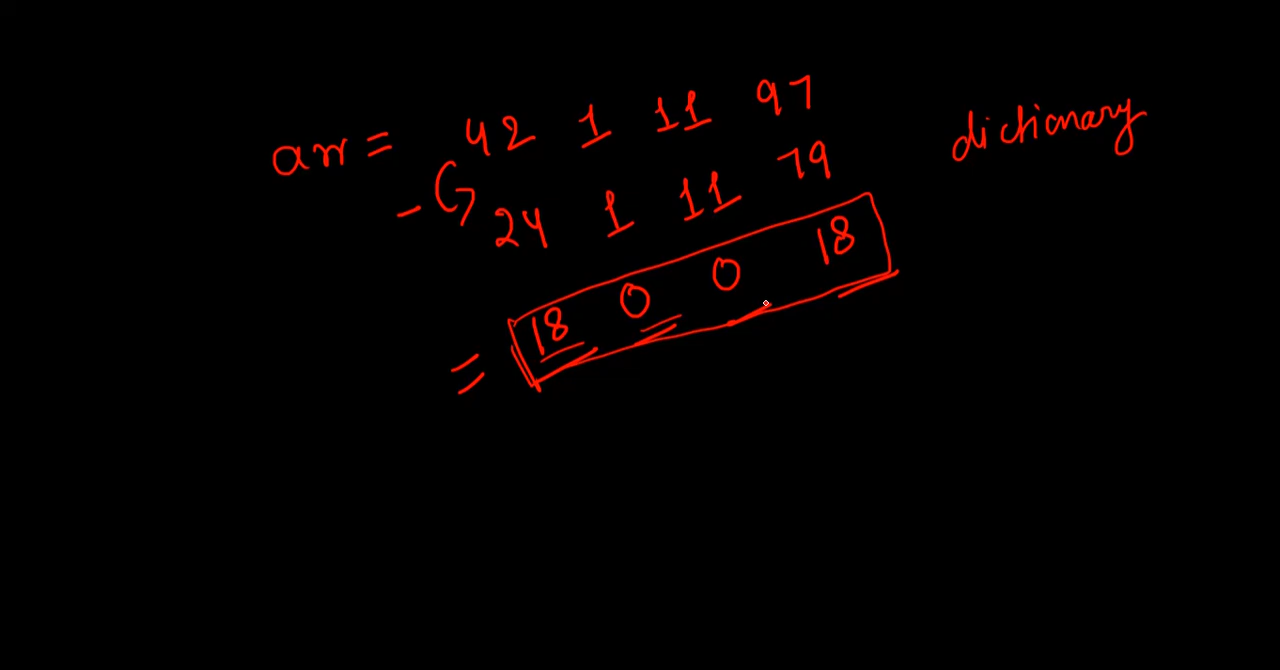 arr = 42 1 11 97
dictionary
- 24 1 11 79
= 18 0 0 18